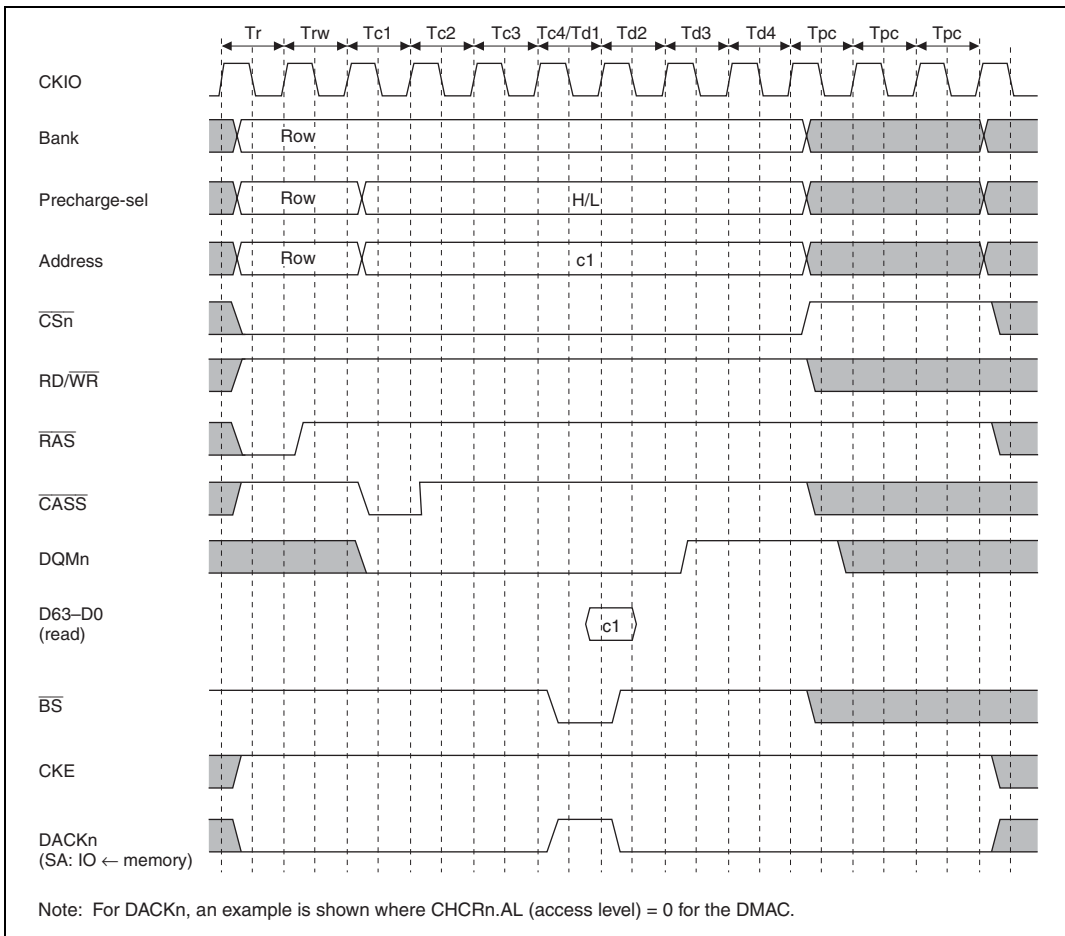 Tr Trw Tc1 Tc2 Tc3 Tc4/Td1 Td2 Td3 Td4 Tpc Tpc Tpc
CKIO
Bank Row
Precharge-sel Row H/L
Address Row c1
CSn
RD/WR
RAS
CASS
DQMn
D63–D0
(read)
c1
BS
CKE
DACKn
(SA: IO ← memory)
Note: For DACKn, an example is shown where CHCRn.AL (access level) = 0 for the DMAC.